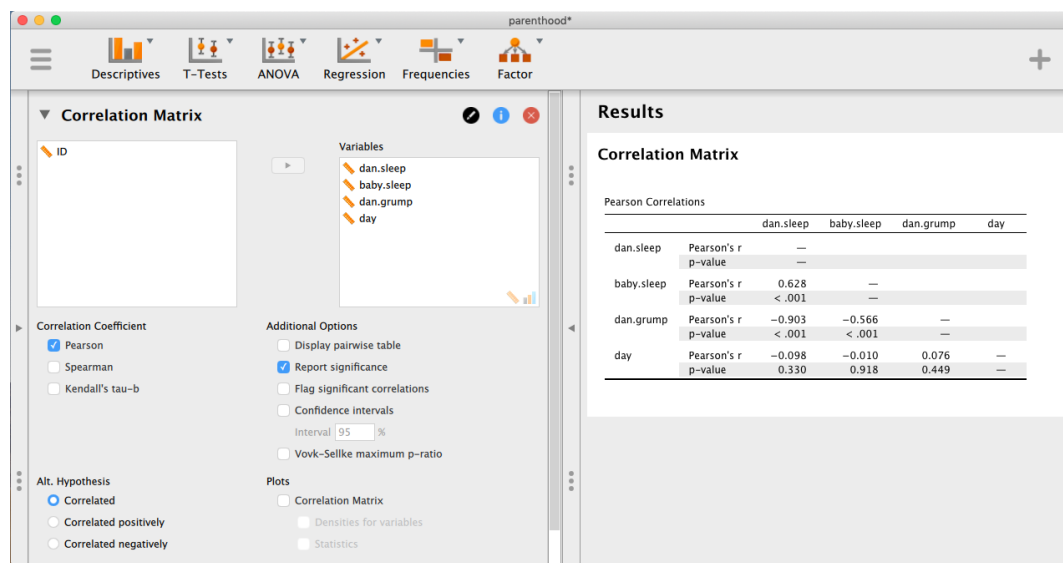 parenthood*
Descriptives T-Tests ANOVA Regression Frequencies Factor
Correlation Matrix
ID
Variables
dan.sleep
baby.sleep
dan.grump
day
Correlation Coefficient
Pearson
Spearman
Kendall's tau-b
Additional Options
Display pairwise table
Report significance
Flag significant correlations
Confidence intervals
Interval 95 %
Vovk-Sellke maximum p-ratio
Alt. Hypothesis
Correlated
Correlated positively
Correlated negatively
Plots
Correlation Matrix
Densities for variables
Statistics
Results
Correlation Matrix
Pearson Correlations
dan.sleep baby.sleep dan.grump day
dan.sleep Pearson's r —
p-value —
baby.sleep Pearson's r 0.628 —
p-value < .001 —
dan.grump Pearson's r −0.903 −0.566 —
p-value < .001 < .001 —
day Pearson's r −0.098 −0.010 0.076 —
p-value 0.330 0.918 0.449 —